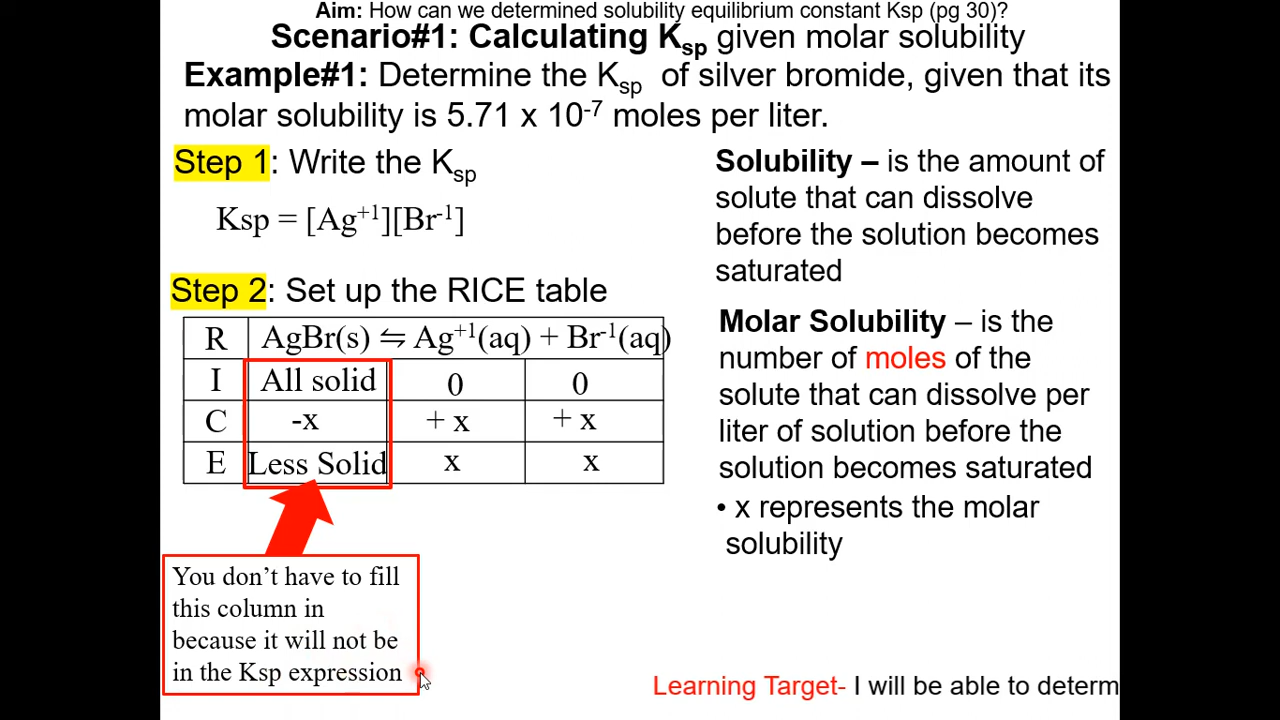 Aim: How can we determined solubility equilibrium constant Ksp (pg 30)?
Scenario#1: Calculating Ksp given molar solubility
Example#1: Determine the Ksp of silver bromide, given that its
molar solubility is 5.71 x 10⁻⁷ moles per liter.
Step 1: Write the Ksp
Ksp = [Ag⁺¹][Br⁻¹]
Step 2: Set up the RICE table
R AgBr(s) ⇋ Ag⁺¹(aq) + Br⁻¹(aq)
I All solid 0 0
C -x + x + x
E Less Solid x x
You don’t have to fill
this column in
because it will not be
in the Ksp expression
Solubility – is the amount of
solute that can dissolve
before the solution becomes
saturated
Molar Solubility – is the
number of moles of the
solute that can dissolve per
liter of solution before the
solution becomes saturated
• x represents the molar
solubility
Learning Target- I will be able to determ